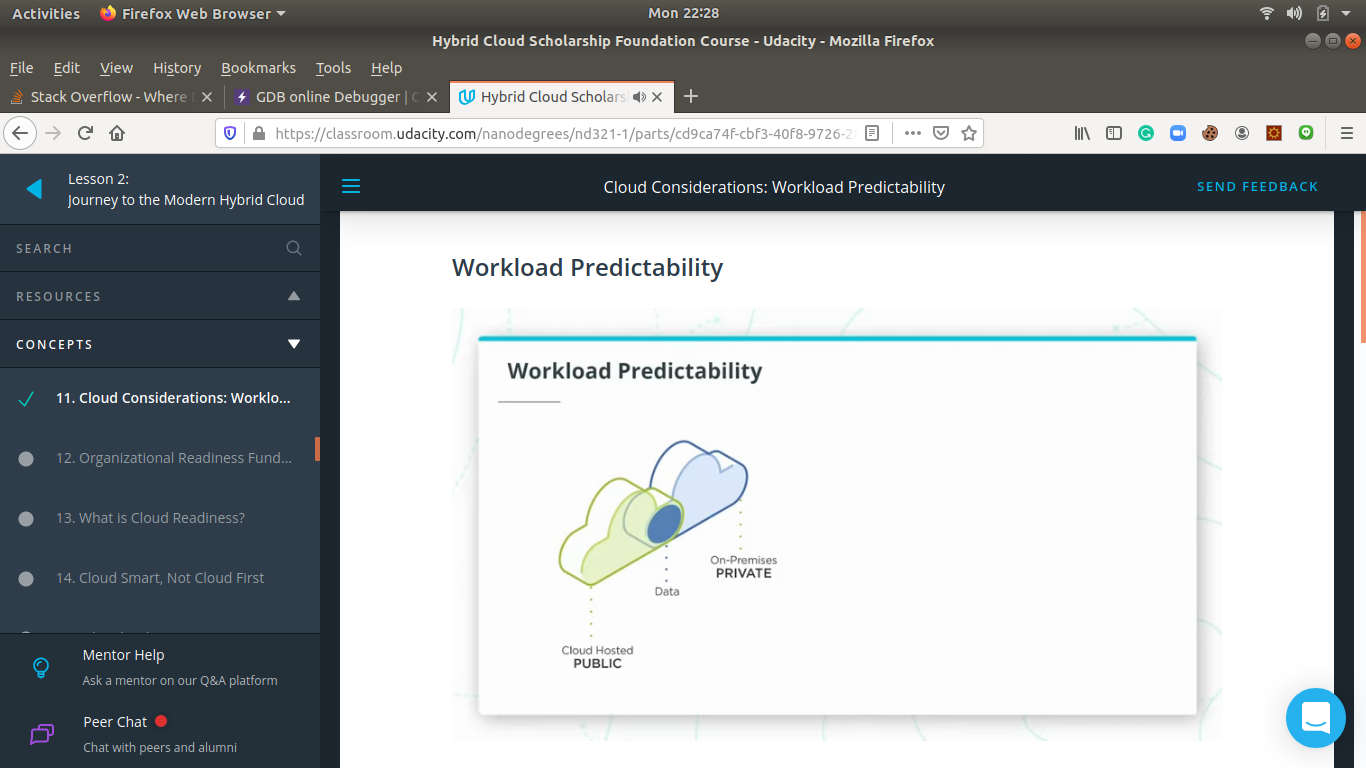 Activities Firefox Web Browser Mon 22:28
Hybrid Cloud Scholarship Foundation Course - Udacity - Mozilla Firefox
File Edit View History Bookmarks Tools Help
Stack Overflow - Where GDB online Debugger | Hybrid Cloud Scholars
https://classroom.udacity.com/nanodegrees/nd321-1/parts/cd9ca74f-cbf3-40f8-9726-2
Lesson 2:
Journey to the Modern Hybrid Cloud
SEARCH
RESOURCES
CONCEPTS
11. Cloud Considerations: Worklo...
12. Organizational Readiness Fund...
13. What is Cloud Readiness?
14. Cloud Smart, Not Cloud First
Mentor Help
Ask a mentor on our Q&A platform
Peer Chat
Chat with peers and alumni
Cloud Considerations: Workload Predictability
SEND FEEDBACK
Workload Predictability
Workload Predictability
On-Premises
PRIVATE
Data
Cloud Hosted
PUBLIC